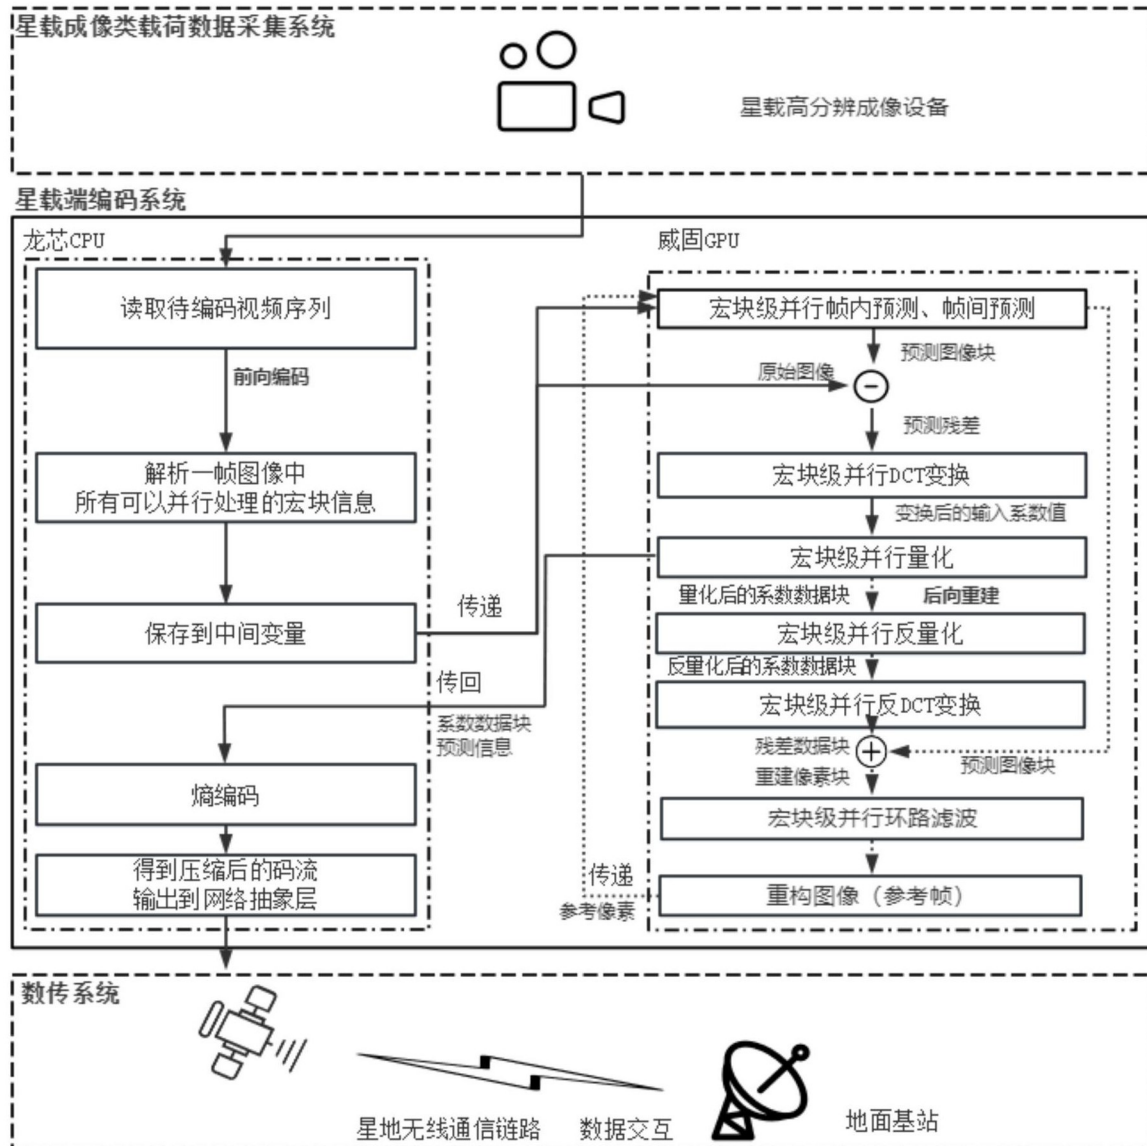 星载成像类载荷数据采集系统
星载高分辨成像设备
星载端编码系统
龙芯CPU
读取待编码视频序列
前向编码
解析一帧图像中
所有可以并行处理的宏块信息
保存到中间变量
传递
传回
系数数据块
预测信息
熵编码
得到压缩后的码流
输出到网络抽象层
威固GPU
宏块级并行帧内预测、帧间预测
预测图像块
原始图像
预测残差
宏块级并行DCT变换
变换后的输入系数值
宏块级并行量化
量化后的系数数据块
后向重建
宏块级并行反量化
反量化后的系数数据块
宏块级并行反DCT变换
残差数据块
预测图像块
重建像素块
宏块级并行环路滤波
传递
参考像素
重构图像（参考帧）
数传系统
星地无线通信链路
数据交互
地面基站